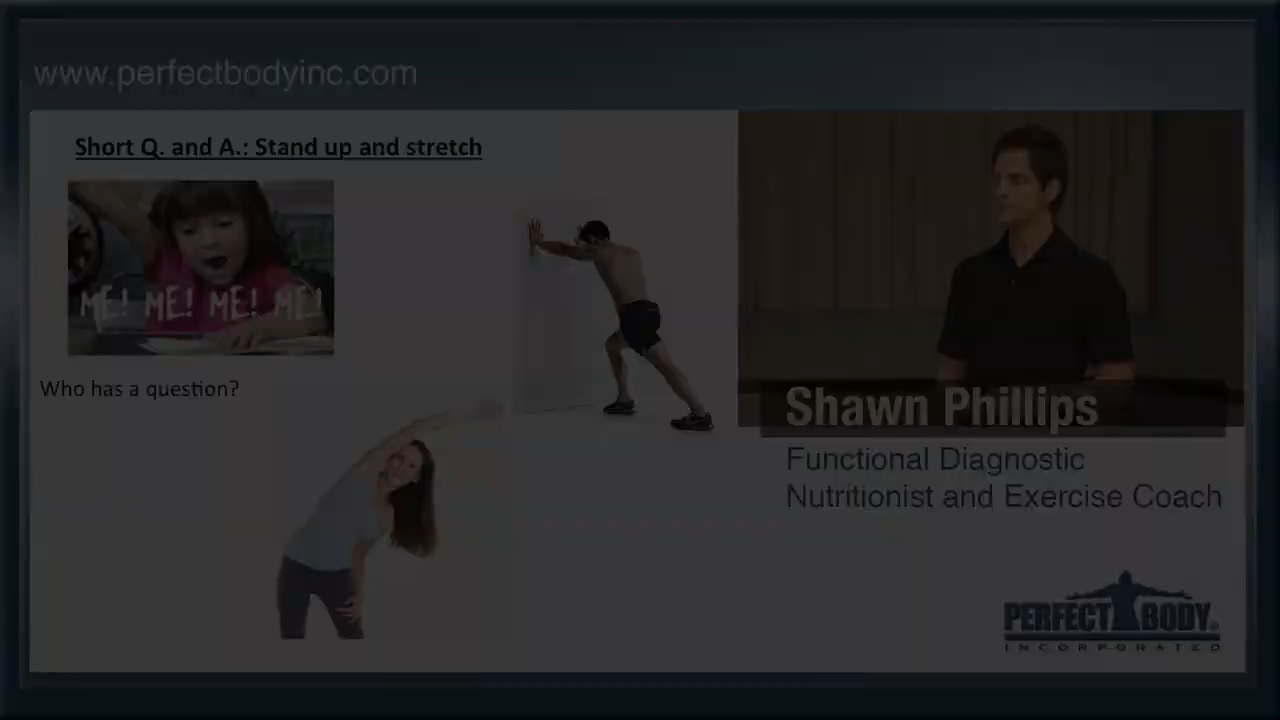 www.perfectbodyinc.com
Short Q. and A.: Stand up and stretch
ME! ME! ME! ME!
Who has a question?
Shawn Phillips
Functional Diagnostic
Nutritionist and Exercise Coach
PERFECT BODY®
INCORPORATED